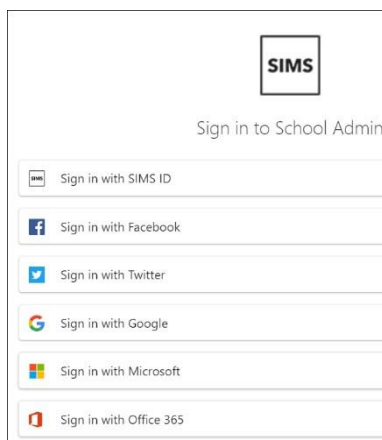 SIMS
Sign in to School Admin
SIMS
Sign in with SIMS ID
Sign in with Facebook
Sign in with Twitter
Sign in with Google
Sign in with Microsoft
Sign in with Office 365